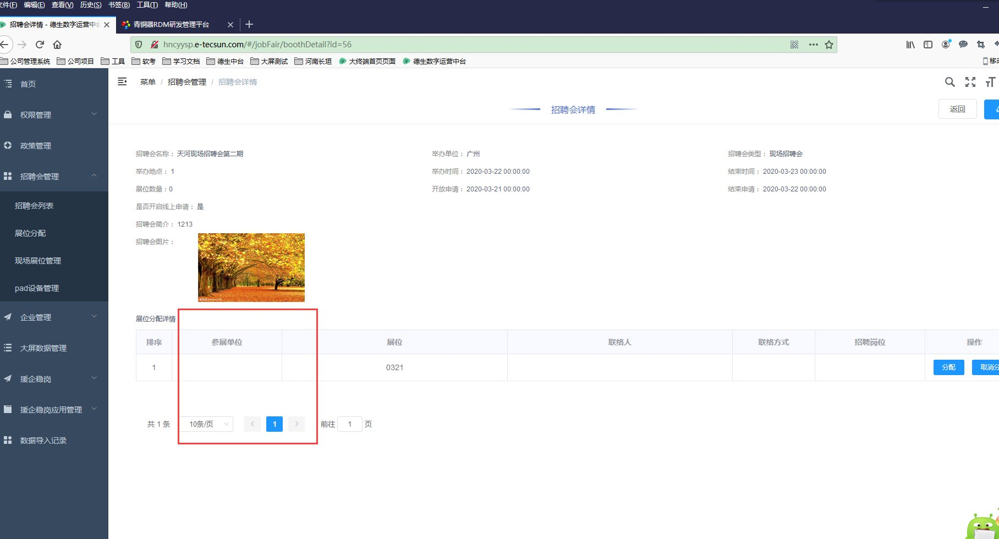 文件(F) 编辑(E) 查看(V) 历史(S) 书签(B) 工具(T) 帮助(H)
招聘会详情 - 德生数字运营中台
青铜器RDM研发管理平台
hncyysp.e-tecsun.com/#/jobFair/boothDetail?id=56
公司管理系统 公司项目 工具 软考 学习文档 德生中台 大屏测试 河南长垣 大终端首页页面 德生数字运营中台 移动
首页
权限管理
政策管理
招聘会管理
招聘会列表
展位分配
现场展位管理
pad设备管理
企业管理
大屏数据管理
援企稳岗
援企稳岗应用管理
数据导入记录
菜单 / 招聘会管理 / 招聘会详情
招聘会详情
返回
招聘会名称： 天河现场招聘会第二期 举办单位： 广州 招聘会类型： 现场招聘会
举办地点： 1 举办时间： 2020-03-22 00:00:00 结束时间： 2020-03-23 00:00:00
展位数量：0 开放申请： 2020-03-21 00:00:00 结束申请： 2020-03-22 00:00:00
是否开启线上申请： 是
招聘会简介： 1213
招聘会图片：
展位分配详情
排序 参展单位 展位 联络人 联络方式 招聘岗位 操作
1 0321 分配 取消分
共 1 条 10条/页 1 前往 1 页